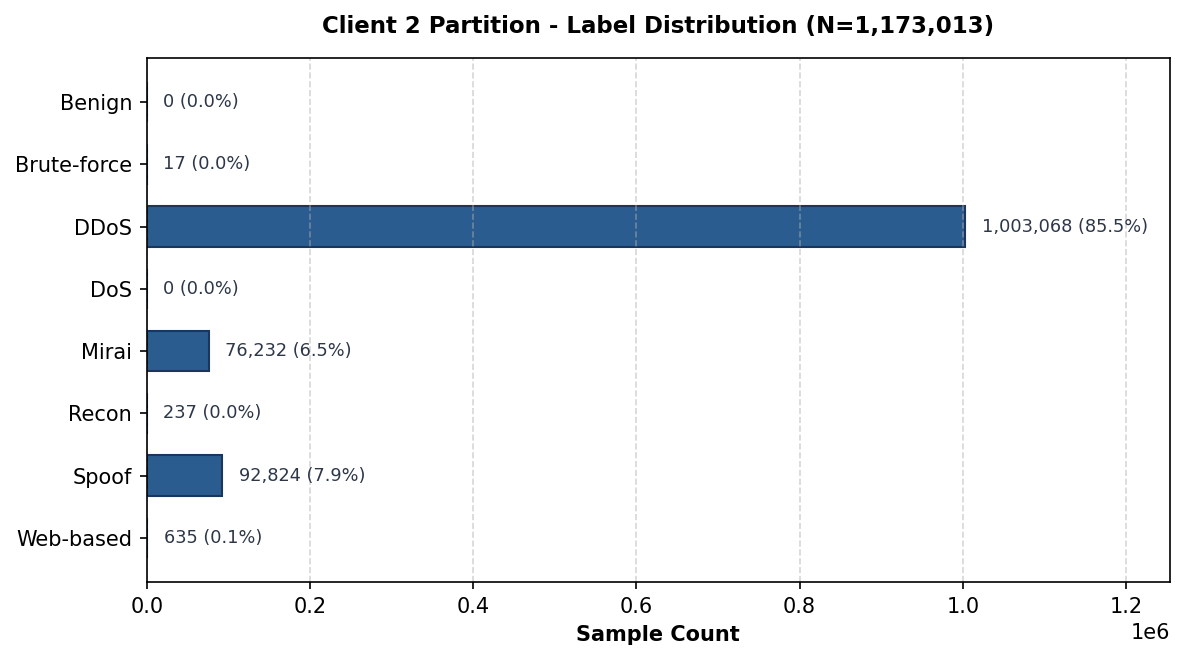 Client 2 Partition - Label Distribution (N=1,173,013)
Benign 0 (0.0%)
Brute-force 17 (0.0%)
DDoS 1,003,068 (85.5%)
DoS 0 (0.0%)
Mirai 76,232 (6.5%)
Recon 237 (0.0%)
Spoof 92,824 (7.9%)
Web-based 635 (0.1%)
0.0 0.2 0.4 0.6 0.8 1.0 1.2
1e6
Sample Count